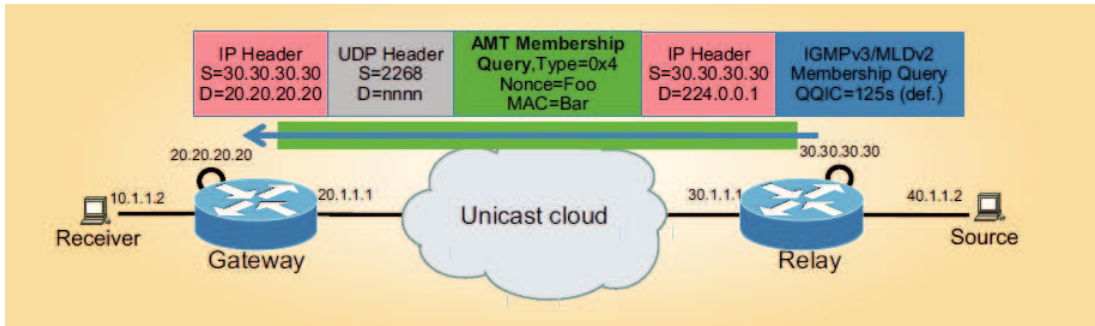 IP Header
S=30.30.30.30
D=20.20.20.20
UDP Header
S=2268
D=nnnn
AMT Membership
Query,Type=0x4
Nonce=Foo
MAC=Bar
IP Header
S=30.30.30.30
D=224.0.0.1
IGMPv3/MLDv2
Membership Query
QQIC=125s (def.)
20.20.20.20
30.30.30.30
10.1.1.2
20.1.1.1
30.1.1.1
40.1.1.2
Unicast cloud
Receiver
Gateway
Relay
Source